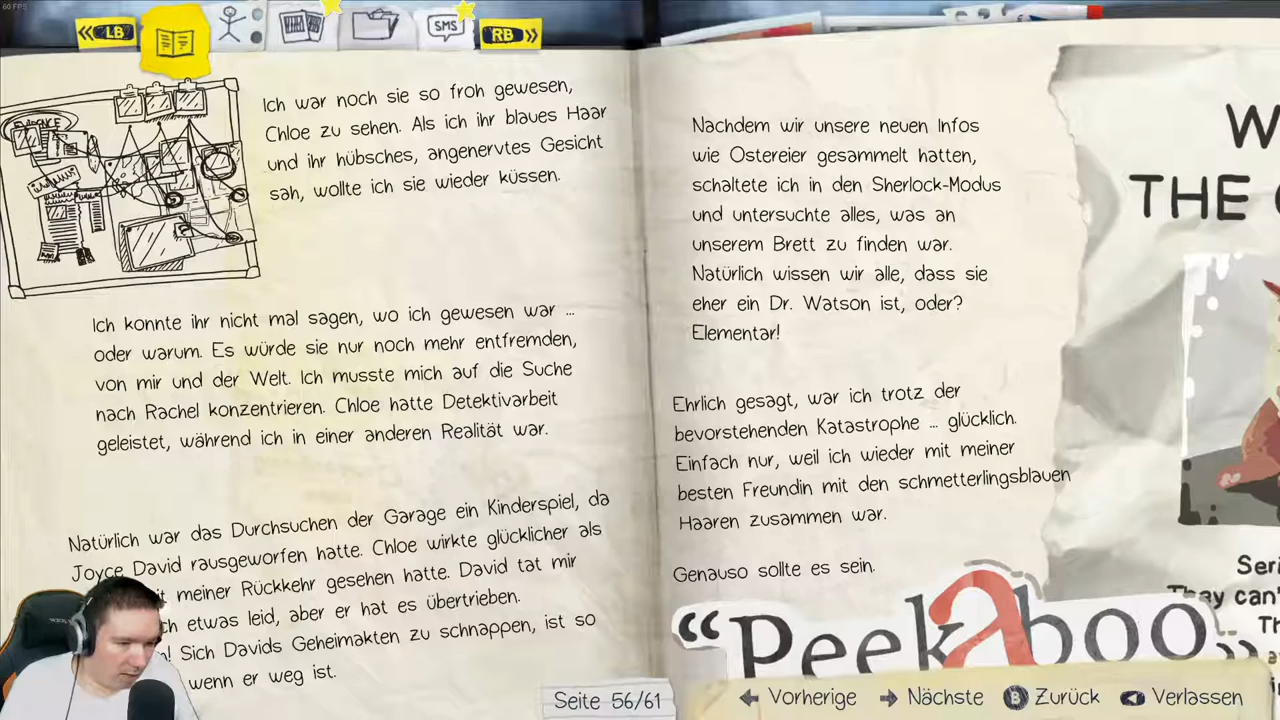 60 FPS
LB
SMS
RB
EVIDENCE
Ich war noch sie so froh gewesen,
Chloe zu sehen. Als ich ihr blaues Haar
und ihr hübsches, angenervtes Gesicht
sah, wollte ich sie wieder küssen.
Ich konnte ihr nicht mal sagen, wo ich gewesen war ...
oder warum. Es würde sie nur noch mehr entfremden,
von mir und der Welt. Ich musste mich auf die Suche
nach Rachel konzentrieren. Chloe hatte Detektivarbeit
geleistet, während ich in einer anderen Realität war.
Natürlich war das Durchsuchen der Garage ein Kinderspiel, da
Joyce David rausgeworfen hatte. Chloe wirkte glücklicher als
meiner Rückkehr gesehen hatte. David tat mir
etwas leid, aber er hat es übertrieben.
Sich Davids Geheimakten zu schnappen, ist so
wenn er weg ist.
Nachdem wir unsere neuen Infos
wie Ostereier gesammelt hatten,
schaltete ich in den Sherlock-Modus
und untersuchte alles, was an
unserem Brett zu finden war.
Natürlich wissen wir alle, dass sie
eher ein Dr. Watson ist, oder?
Elementar!
Ehrlich gesagt, war ich trotz der
bevorstehenden Katastrophe ... glücklich.
Einfach nur, weil ich wieder mit meiner
besten Freundin mit den schmetterlingsblauen
Haaren zusammen war.
Genauso sollte es sein.
"Peekaboo"
W
THE
Seri
They can'
Th
Seite 56/61
Vorherige
Nächste
B Zurück
Verlassen